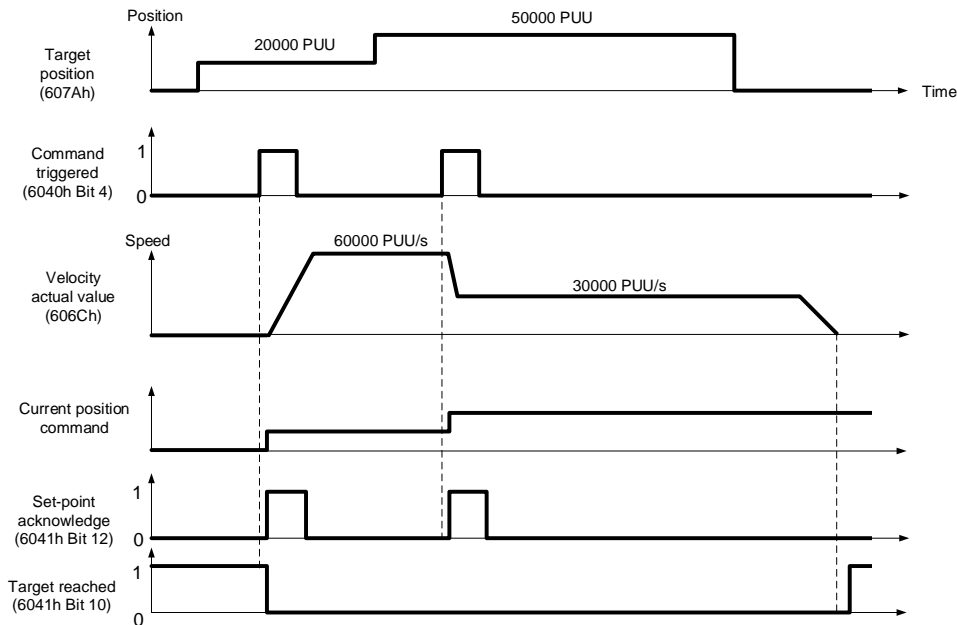 Position
50000 PUU
20000 PUU
Target
position
(607Ah)
Time
Command
triggered
(6040h Bit 4)
1
0
Speed
60000 PUU/s
Velocity
actual value
(606Ch)
30000 PUU/s
Current position
command
Set-point
acknowledge
(6041h Bit 12)
1
0
Target reached
(6041h Bit 10)
1
0